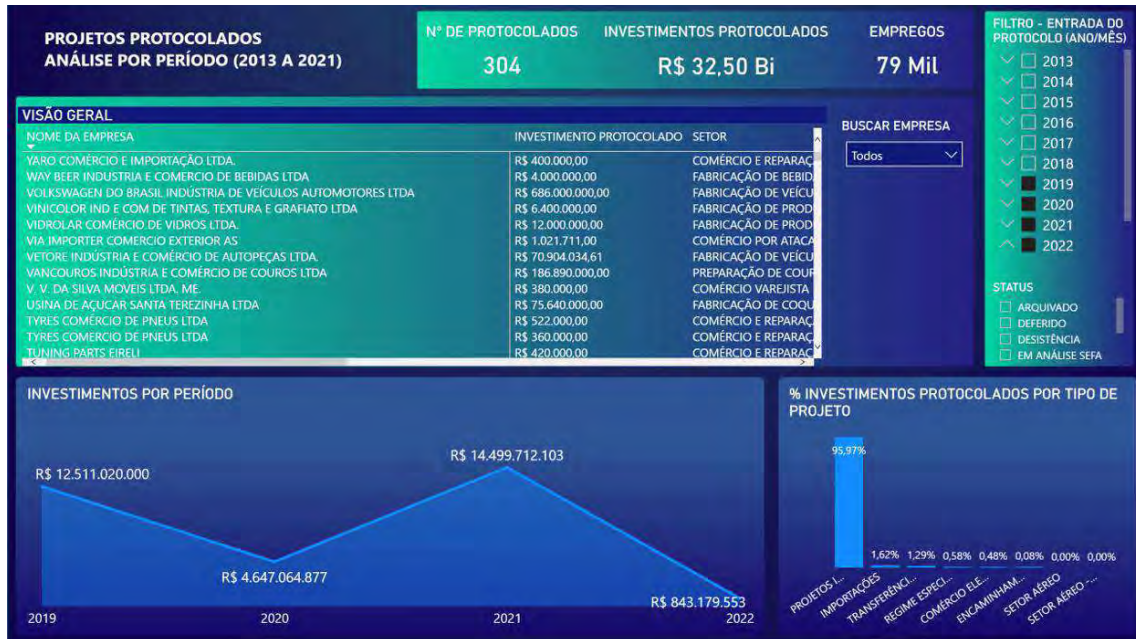 PROJETOS PROTOCOLADOS
ANÁLISE POR PERÍODO (2013 A 2021)
Nº DE PROTOCOLADOS
304
INVESTIMENTOS PROTOCOLADOS
R$ 32,50 Bi
EMPREGOS
79 Mil
FILTRO - ENTRADA DO
PROTOCOLO (ANO/MÊS)
2013
2014
2015
2016
2017
2018
2019
2020
2021
2022
STATUS
ARQUIVADO
DEFERIDO
DESISTÊNCIA
EM ANÁLISE SEFA
VISÃO GERAL
NOME DA EMPRESA INVESTIMENTO PROTOCOLADO SETOR
YARO COMÉRCIO E IMPORTAÇÃO LTDA. R$ 400.000,00 COMÉRCIO E REPARAÇ
WAY BEER INDUSTRIA E COMERCIO DE BEBIDAS LTDA R$ 4.000.000,00 FABRICAÇÃO DE BEBID
VOLKSWAGEN DO BRASIL INDÚSTRIA DE VEÍCULOS AUTOMOTORES LTDA R$ 686.000.000,00 FABRICAÇÃO DE VEÍCU
VINICOLOR IND E COM DE TINTAS, TEXTURA E GRAFIATO LTDA R$ 6.400.000,00 FABRICAÇÃO DE PROD
VIDROLAR COMÉRCIO DE VIDROS LTDA. R$ 12.000.000,00 FABRICAÇÃO DE PROD
VIA IMPORTER COMERCIO EXTERIOR AS R$ 1.021.711,00 COMÉRCIO POR ATACA
VETORE INDÚSTRIA E COMÉRCIO DE AUTOPEÇAS LTDA. R$ 70.904.034,61 FABRICAÇÃO DE VEÍCU
VANCOUROS INDÚSTRIA E COMÉRCIO DE COUROS LTDA R$ 186.890.000,00 PREPARAÇÃO DE COUR
V. V. DA SILVA MOVEIS LTDA. ME. R$ 380.000,00 COMÉRCIO VAREJISTA
USINA DE AÇUCAR SANTA TEREZINHA LTDA R$ 75.640.000,00 FABRICAÇÃO DE COQU
TYRES COMÉRCIO DE PNEUS LTDA R$ 522.000,00 COMÉRCIO E REPARAÇ
TYRES COMERCIO DE PNEUS LTDA R$ 360.000,00 COMÉRCIO E REPARAÇ
TUNING PARTS EIRELI R$ 420.000,00 COMÉRCIO E REPARAÇ
BUSCAR EMPRESA
Todos
INVESTIMENTOS POR PERÍODO
R$ 12.511.020.000
R$ 4.647.064.877
R$ 14.499.712.103
R$ 843.179.553
2019 2020 2021 2022
% INVESTIMENTOS PROTOCOLADOS POR TIPO DE
PROJETO
95,97% 1,62% 1,29% 0,58% 0,48% 0,08% 0,00% 0,00%
PROJETOS I...
IMPORTAÇÕES
TRANSFERÊNCI...
REGIME ESPECI...
COMÉRCIO ELE...
ENCAMINHAM...
SETOR AÉREO
SETOR AÉREO -...